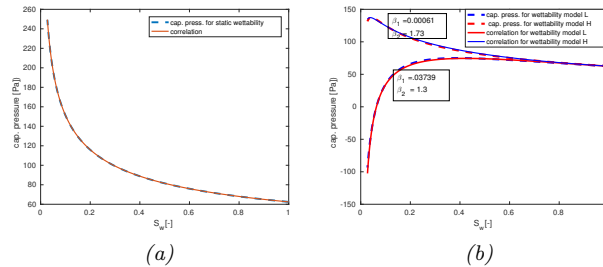 (a)
260
240
220
200
180
160
140
120
100
80
60
0
0.2
0.4
0.6
0.8
1
cap. pressure [Pa]
S_w[-]
cap. press. for static wettability
correlation
(a)
(b)
150
100
50
0
-50
-100
-150
0
0.2
0.4
0.6
0.8
cap. pressure [Pa]
S_w[-]
β_1 =0.00061
β_2 = 1.73
β_1 =.03739
β_2 = 1.3
cap. press. for wettability model L
cap. press. for wettability model H
correlation for wettability model L
correlation for wettability model H
(b)